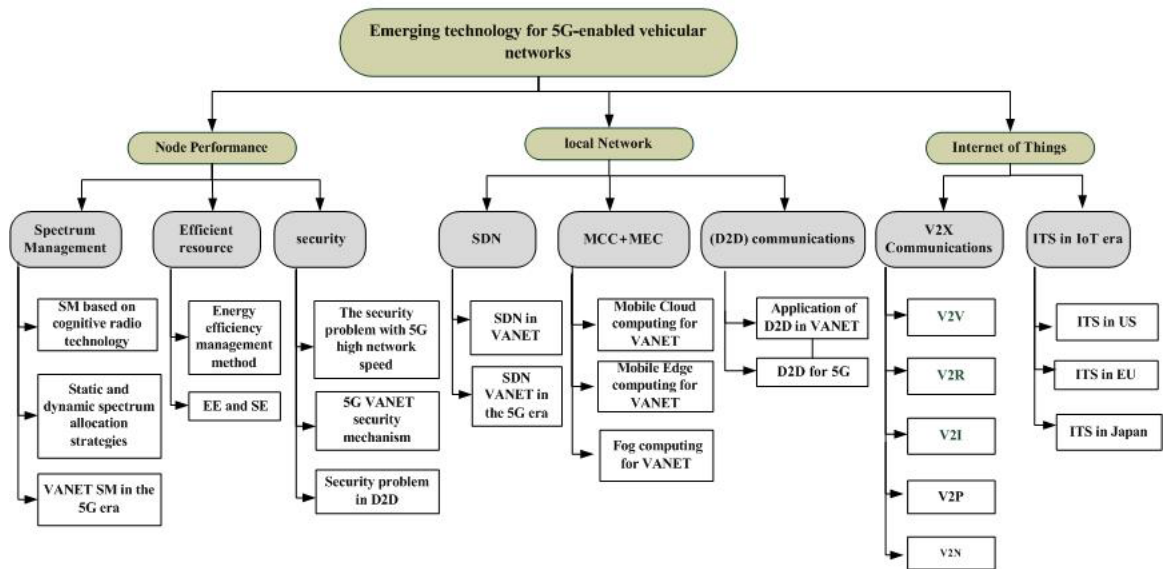 Emerging technology for 5G-enabled vehicular
networks
Node Performance
local Network
Internet of Things
Spectrum
Management
Efficient
resource
security
SDN
MCC+MEC
(D2D) communications
V2X
Communications
ITS in IoT era
SM based on
cognitive radio
technology
Static and
dynamic spectrum
allocation
strategies
VANET SM in the
5G era
Energy
efficiency
management
method
EE and SE
The security
problem with 5G
high network
speed
5G VANET
security
mechanism
Security problem
in D2D
SDN in
VANET
SDN
VANET in
the 5G era
Mobile Cloud
computing for
VANET
Mobile Edge
computing for
VANET
Fog computing
for VANET
Application of
D2D in VANET
D2D for 5G
V2V
V2R
V2I
V2P
V2N
ITS in US
ITS in EU
ITS in Japan